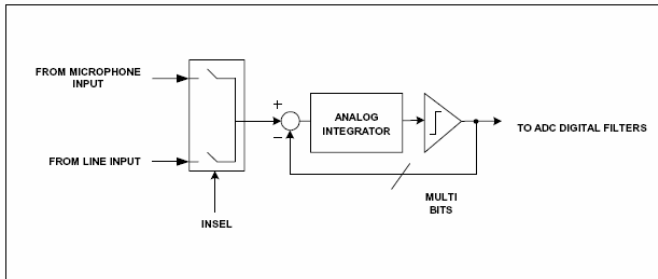 FROM MICROPHONE
INPUT
+
−
ANALOG
INTEGRATOR
TO ADC DIGITAL FILTERS
FROM LINE INPUT
MULTI
BITS
INSEL